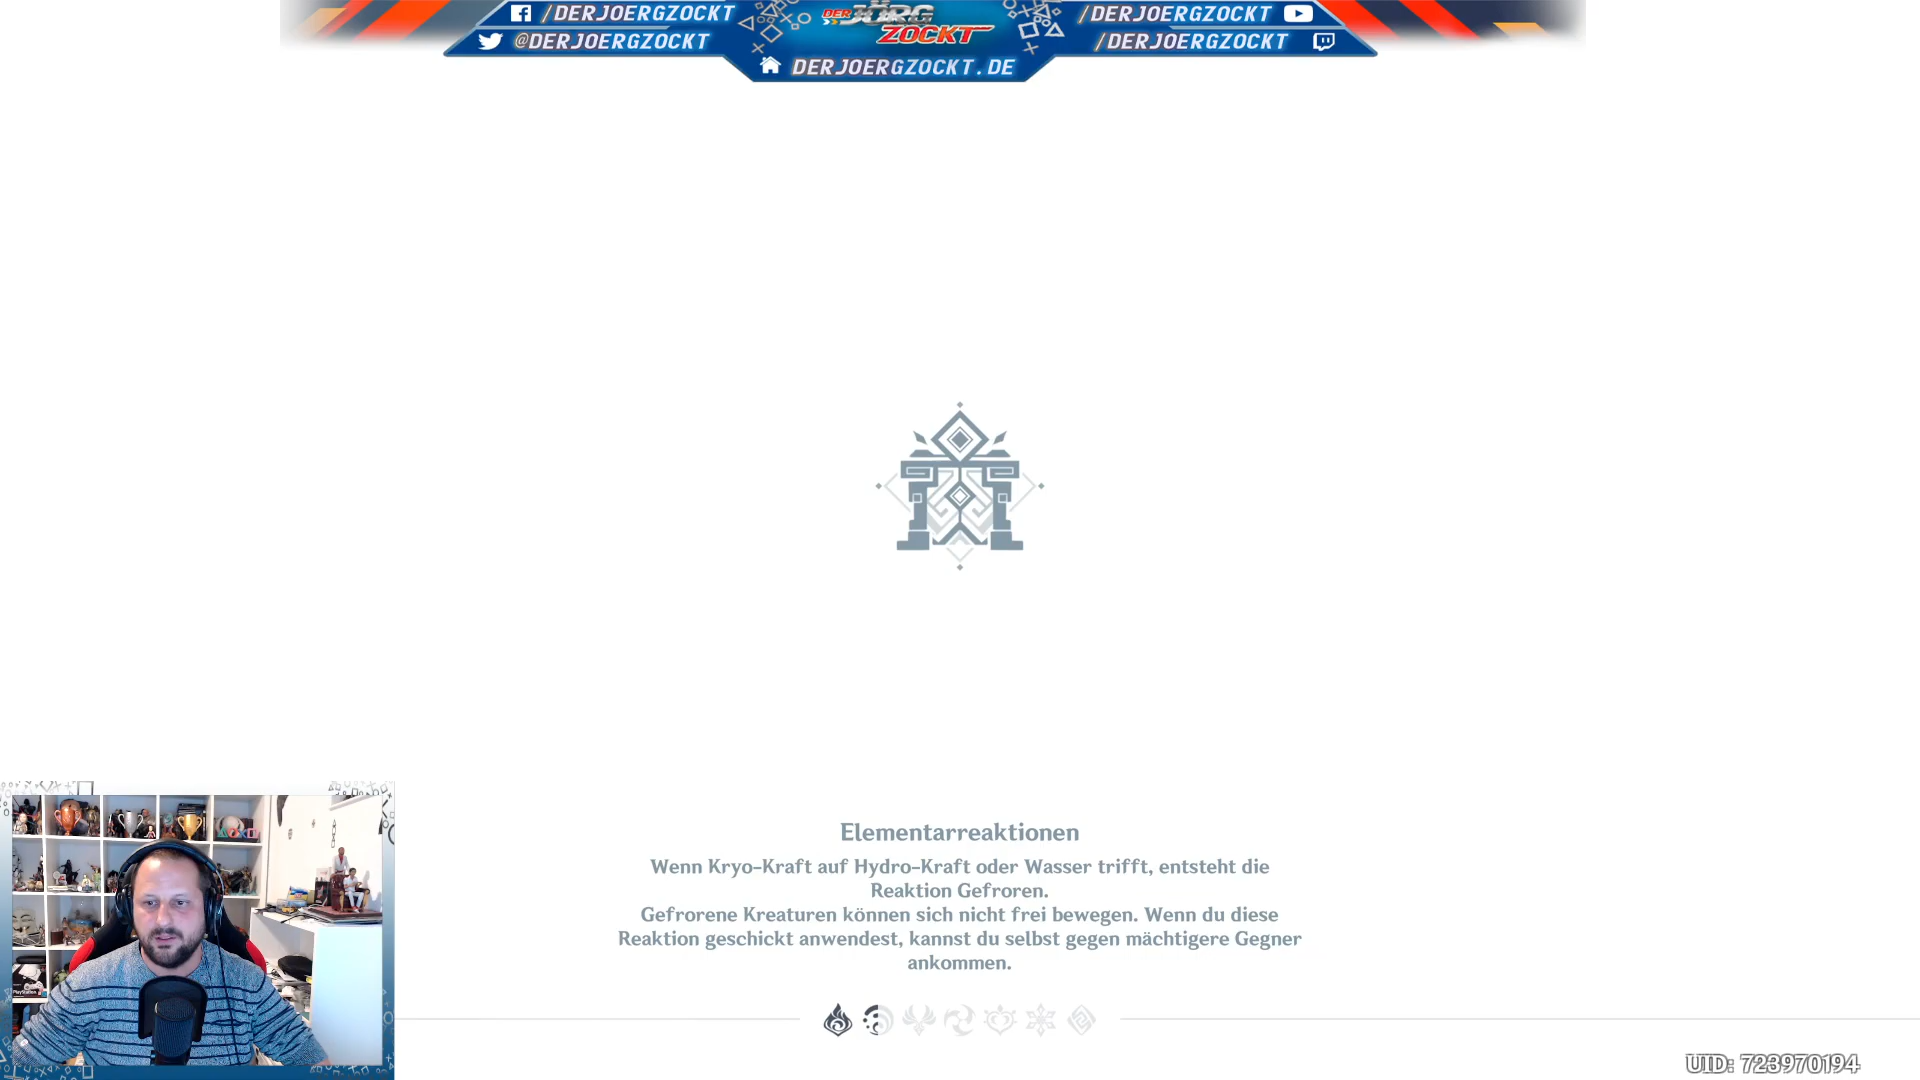 /DERJOERGZOCKT
@DERJOERGZOCKT
DER JÖRG
ZOCKT
/DERJOERGZOCKT
/DERJOERGZOCKT
DERJOERGZOCKT.DE
Elementarreaktionen
Wenn Kryo-Kraft auf Hydro-Kraft oder Wasser trifft, entsteht die
Reaktion Gefroren.
Gefrorene Kreaturen können sich nicht frei bewegen. Wenn du diese
Reaktion geschickt anwendest, kannst du selbst gegen mächtigere Gegner
ankommen.
PlayStation
UID: 723970194